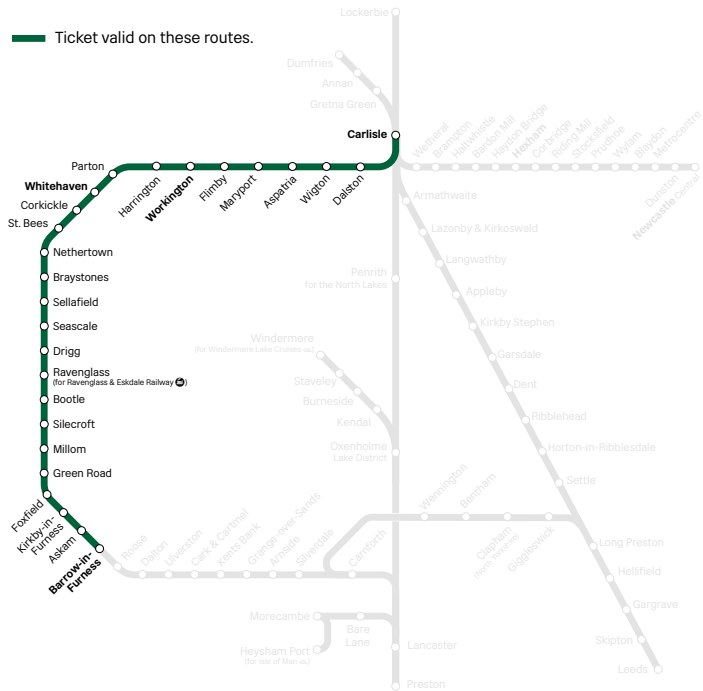 Lockerbie
Ticket valid on these routes.
Dumfries
Annan
Gretna Green
Carlisle
Wetheral
Brampton
Haltwhistle
Bardon Mill
Haydon Bridge
Hexham
Corbridge
Riding Mill
Stocksfield
Prudhoe
Wylam
Blaydon
Metrocentre
Dunston
Newcastle Central
Parton
Harrington
Workington
Flimby
Maryport
Aspatria
Wigton
Dalston
Whitehaven
Corkickle
St. Bees
Nethertown
Braystones
Sellafield
Seascale
Drigg
Ravenglass
(for Ravenglass & Eskdale Railway)
Bootle
Silecroft
Millom
Green Road
Foxfield
Kirkby-in-
Furness
Askam
Barrow-in-
Furness
Armathwaite
Lazonby & Kirkoswald
Langwathby
Appleby
Kirkby Stephen
Garsdale
Dent
Ribblehead
Horton-in-Ribblesdale
Settle
Penrith
for the North Lakes
Windermere
(for Windermere Lake Cruises)
Staveley
Burneside
Kendal
Oxenholme
Lake District
Roose
Dalton
Ulverston
Cark & Cartmel
Kents Bank
Grange-over-Sands
Arnside
Silverdale
Carnforth
Wennington
Bentham
Clapham
(North Yorkshire)
Giggleswick
Long Preston
Hellifield
Gargrave
Skipton
Leeds
Morecambe
Bare
Lane
Heysham Port
(for Isle of Man)
Lancaster
Preston